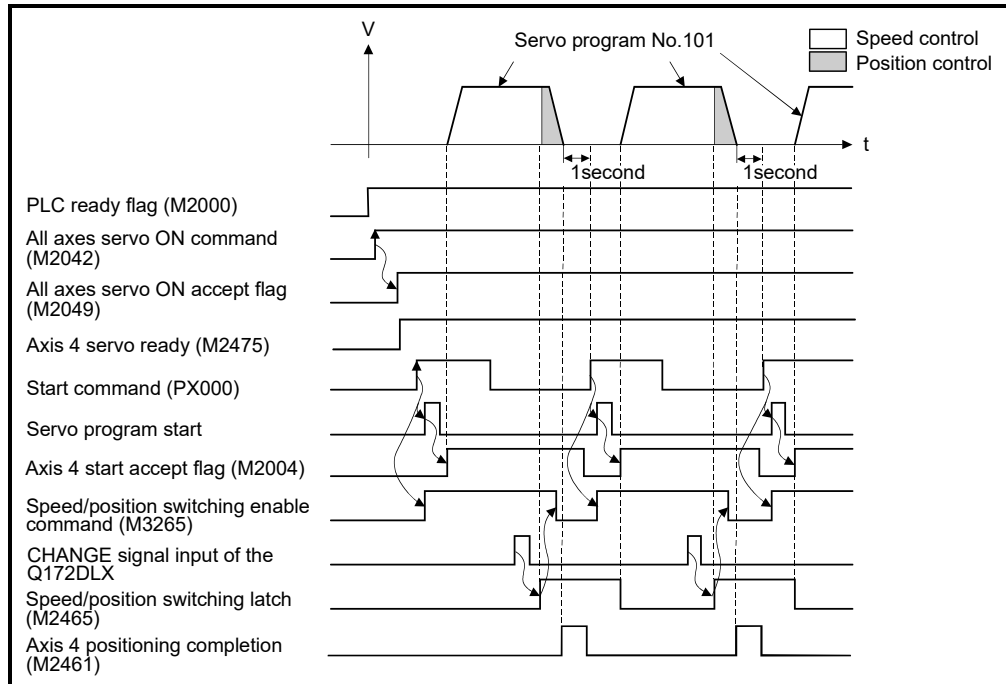 V
Servo program No.101
Speed control
Position control
t
1second
1second
PLC ready flag (M2000)
All axes servo ON command
(M2042)
All axes servo ON accept flag
(M2049)
Axis 4 servo ready (M2475)
Start command (PX000)
Servo program start
Axis 4 start accept flag (M2004)
Speed/position switching enable
command (M3265)
CHANGE signal input of the
Q172DLX
Speed/position switching latch
(M2465)
Axis 4 positioning completion
(M2461)